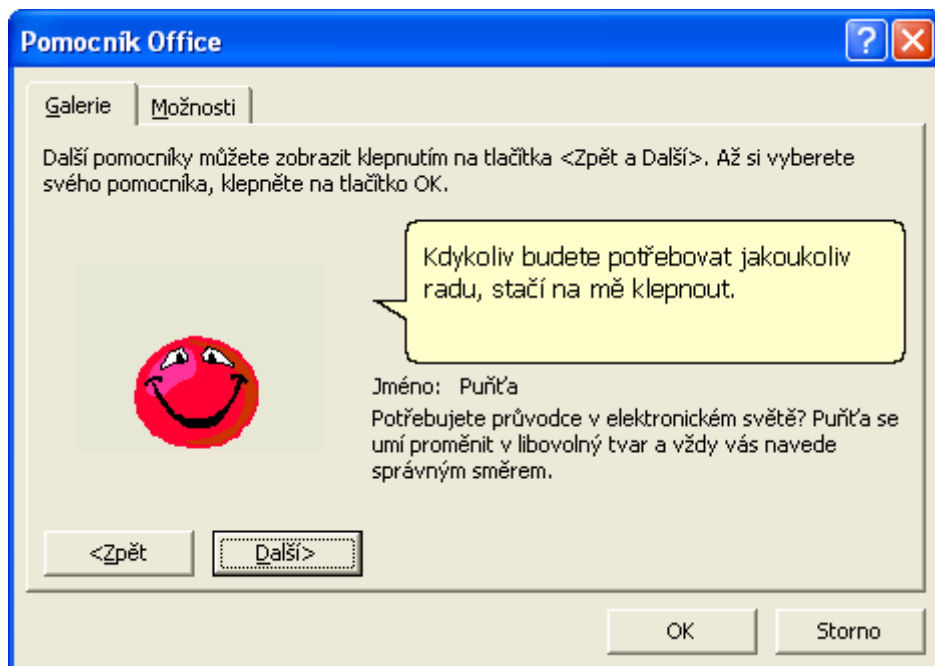 Pomocník Office
Galerie
Možnosti
Další pomocníky můžete zobrazit klepnutím na tlačítka <Zpět a Další>. Až si vyberete
svého pomocníka, klepněte na tlačítko OK.
Kdykoliv budete potřebovat jakoukoliv
radu, stačí na mě klepnout.
Jméno: Puňťa
Potřebujete průvodce v elektronickém světě? Puňťa se
umí proměnit v libovolný tvar a vždy vás navede
správným směrem.
<Zpět
Další>
OK
Storno